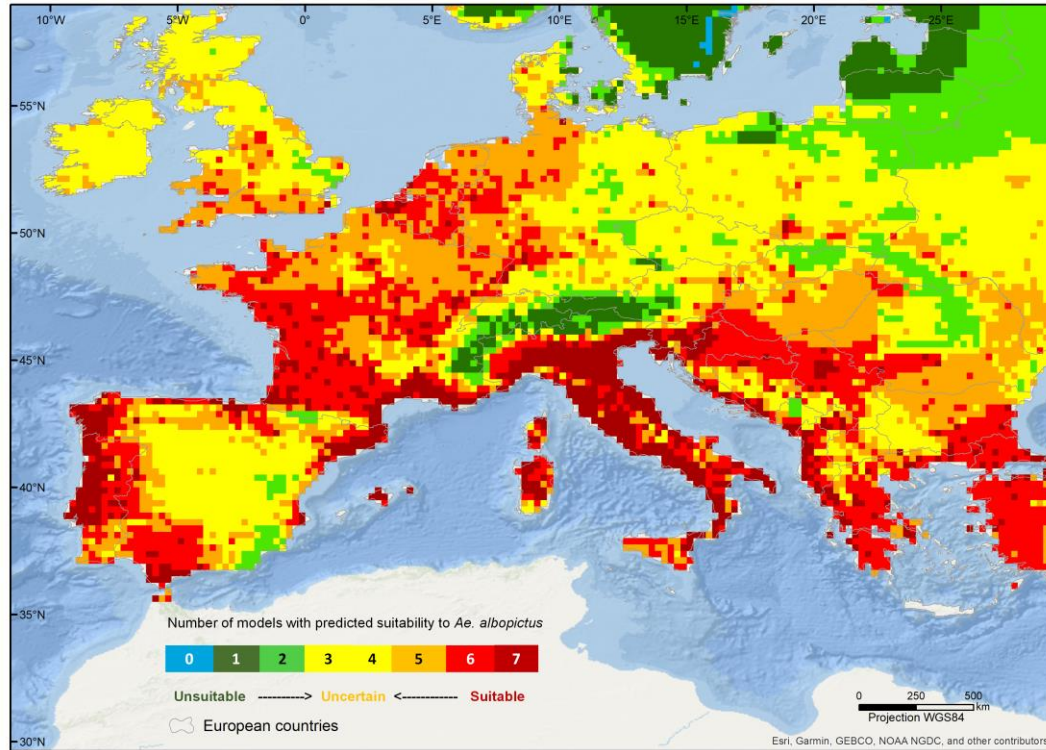 10°W 5°W 0° 5°E 10°E 15°E 20°E 25°E
55°N
50°N
45°N
40°N
35°N
30°N
Number of models with predicted suitability to Ae. albopictus
0 1 2 3 4 5 6 7
Unsuitable ----------> Uncertain <------------ Suitable
European countries
0 250 500
km
Projection WGS84
Esri, Garmin, GEBCO, NOAA NGDC, and other contributors